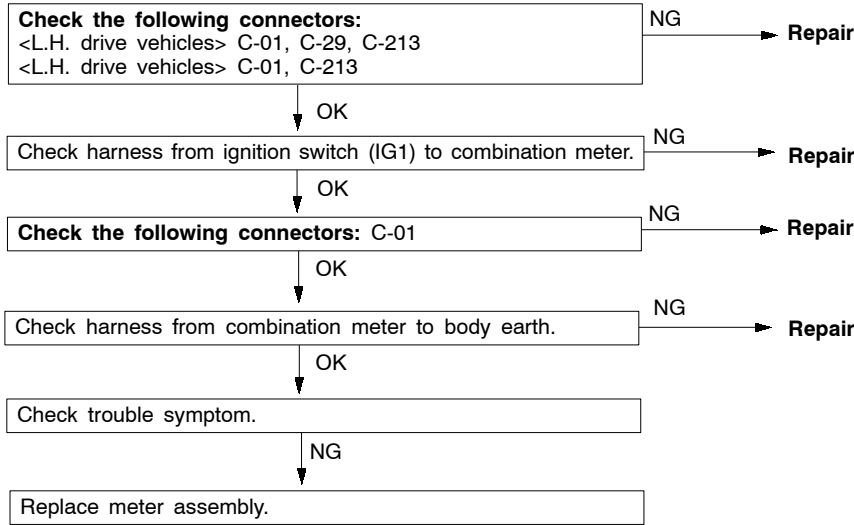 Check the following connectors:
<L.H. drive vehicles> C-01, C-29, C-213
<L.H. drive vehicles> C-01, C-213
NG
Repair
OK
Check harness from ignition switch (IG1) to combination meter.
NG
Repair
OK
Check the following connectors: C-01
NG
Repair
OK
Check harness from combination meter to body earth.
NG
Repair
OK
Check trouble symptom.
NG
Replace meter assembly.